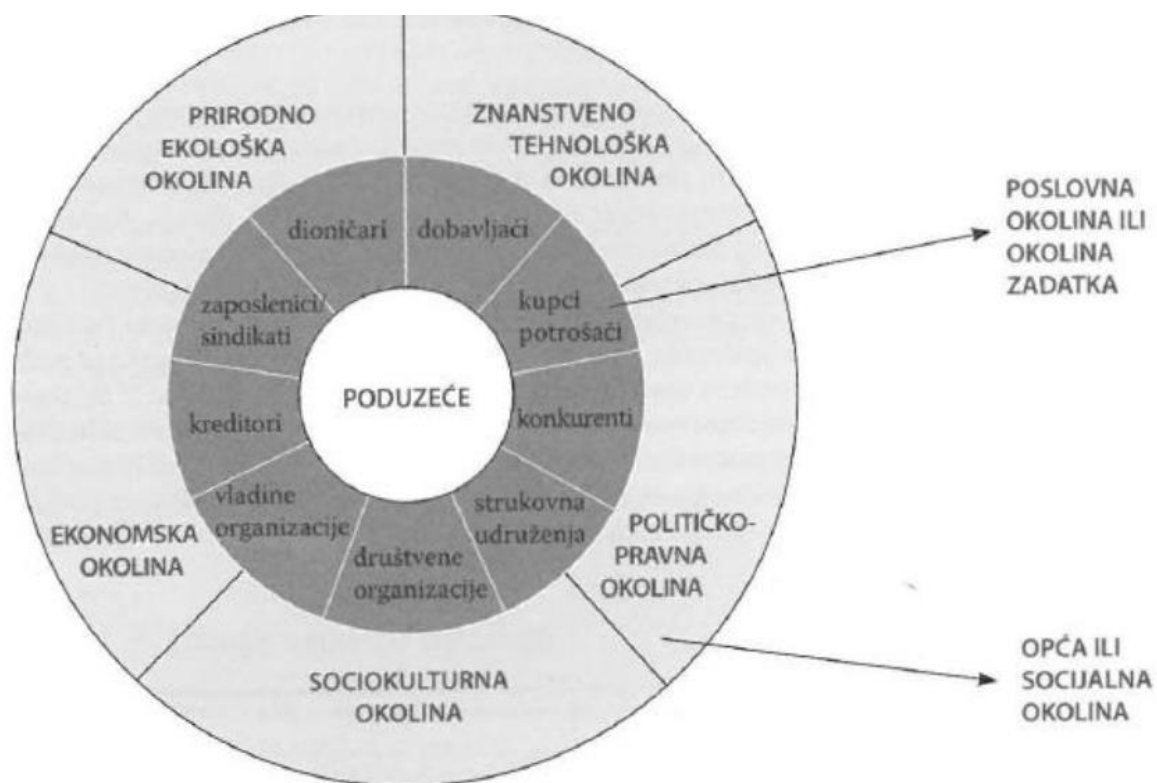 PRIRODNO
EKOLOŠKA
OKOLINA
ZNANSTVENO
TEHNOLOŠKA
OKOLINA
POSLOVNA
OKOLINA ILI
OKOLINA
ZADATKA
dioničari
dobavljaći
zaposlenici/
sindikati
kupci
potrošači
PODUZEĆE
kreditori
konkurenti
vladine
organizacije
strukovna
udruženja
društvene
organizacije
EKONOMSKA
OKOLINA
POLITIČKO-
PRAVNA
OKOLINA
SOCIOKULTURNA
OKOLINA
OPĆA ILI
SOCIJALNA
OKOLINA